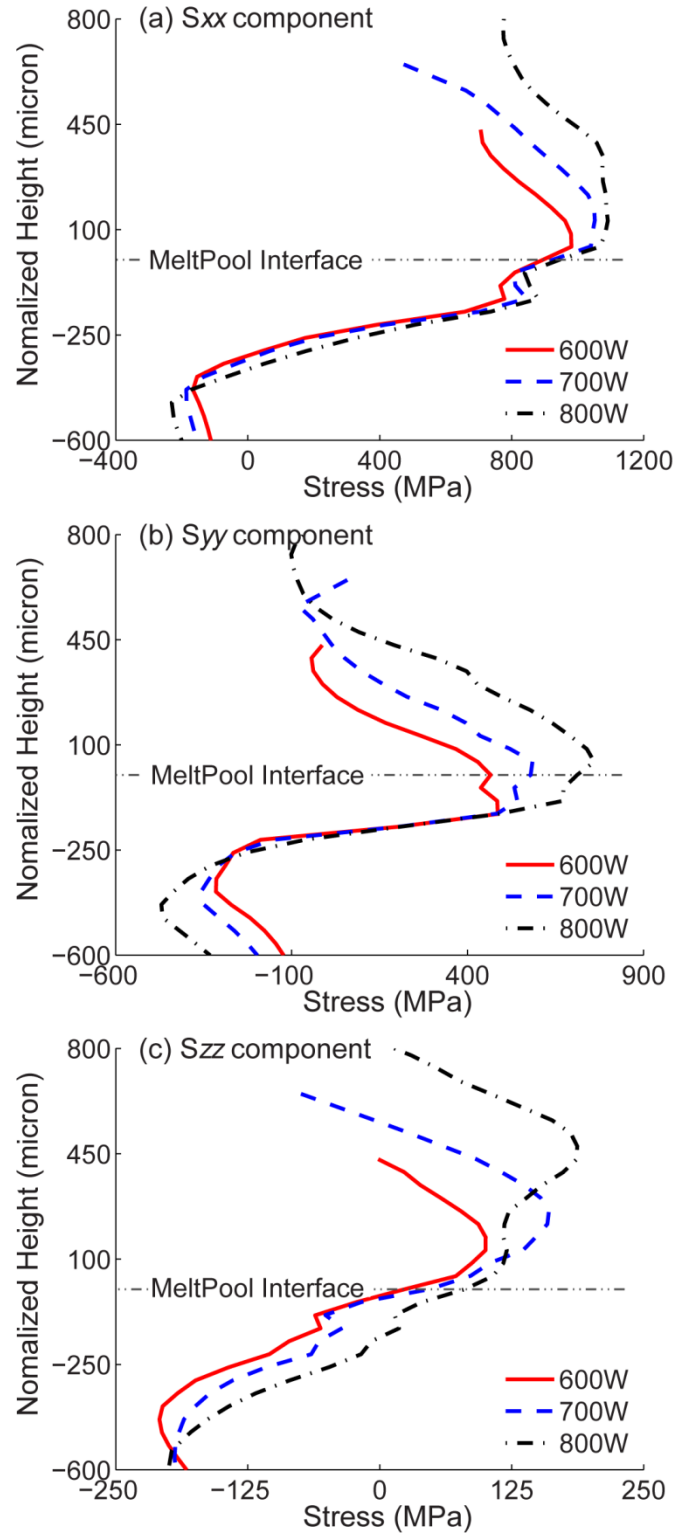 (a) Sxx component
800
450
100
−250
−600
Nomalized Height (micron)
MeltPool Interface
600W
700W
800W
−400
0
400
800
1200
Stress (MPa)
(b) Syy component
800
450
100
−250
−600
Nomalized Height (micron)
MeltPool Interface
600W
700W
800W
−600
−100
400
900
Stress (MPa)
(c) Szz component
800
450
100
−250
−600
Nomalized Height (micron)
MeltPool Interface
600W
700W
800W
−250
−125
0
125
250
Stress (MPa)